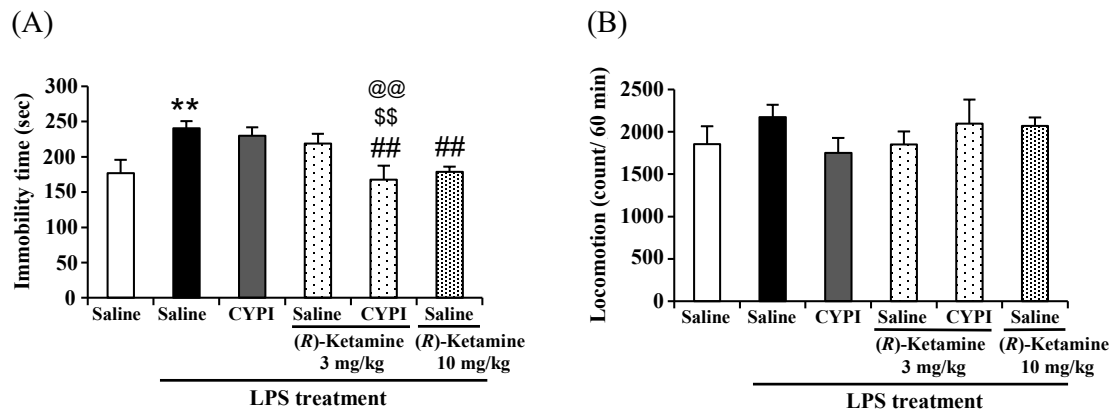 (A)
Immobility time (sec)
300
250
200
150
100
50
0
**
@@
$$
##
##
Saline
Saline
CYPI
Saline
CYPI
Saline
(R)-Ketamine
3 mg/kg
(R)-Ketamine
10 mg/kg
LPS treatment
(B)
Locomotion (count/ 60 min)
2500
2000
1500
1000
500
0
Saline
Saline
CYPI
Saline
CYPI
Saline
(R)-Ketamine
3 mg/kg
(R)-Ketamine
10 mg/kg
LPS treatment